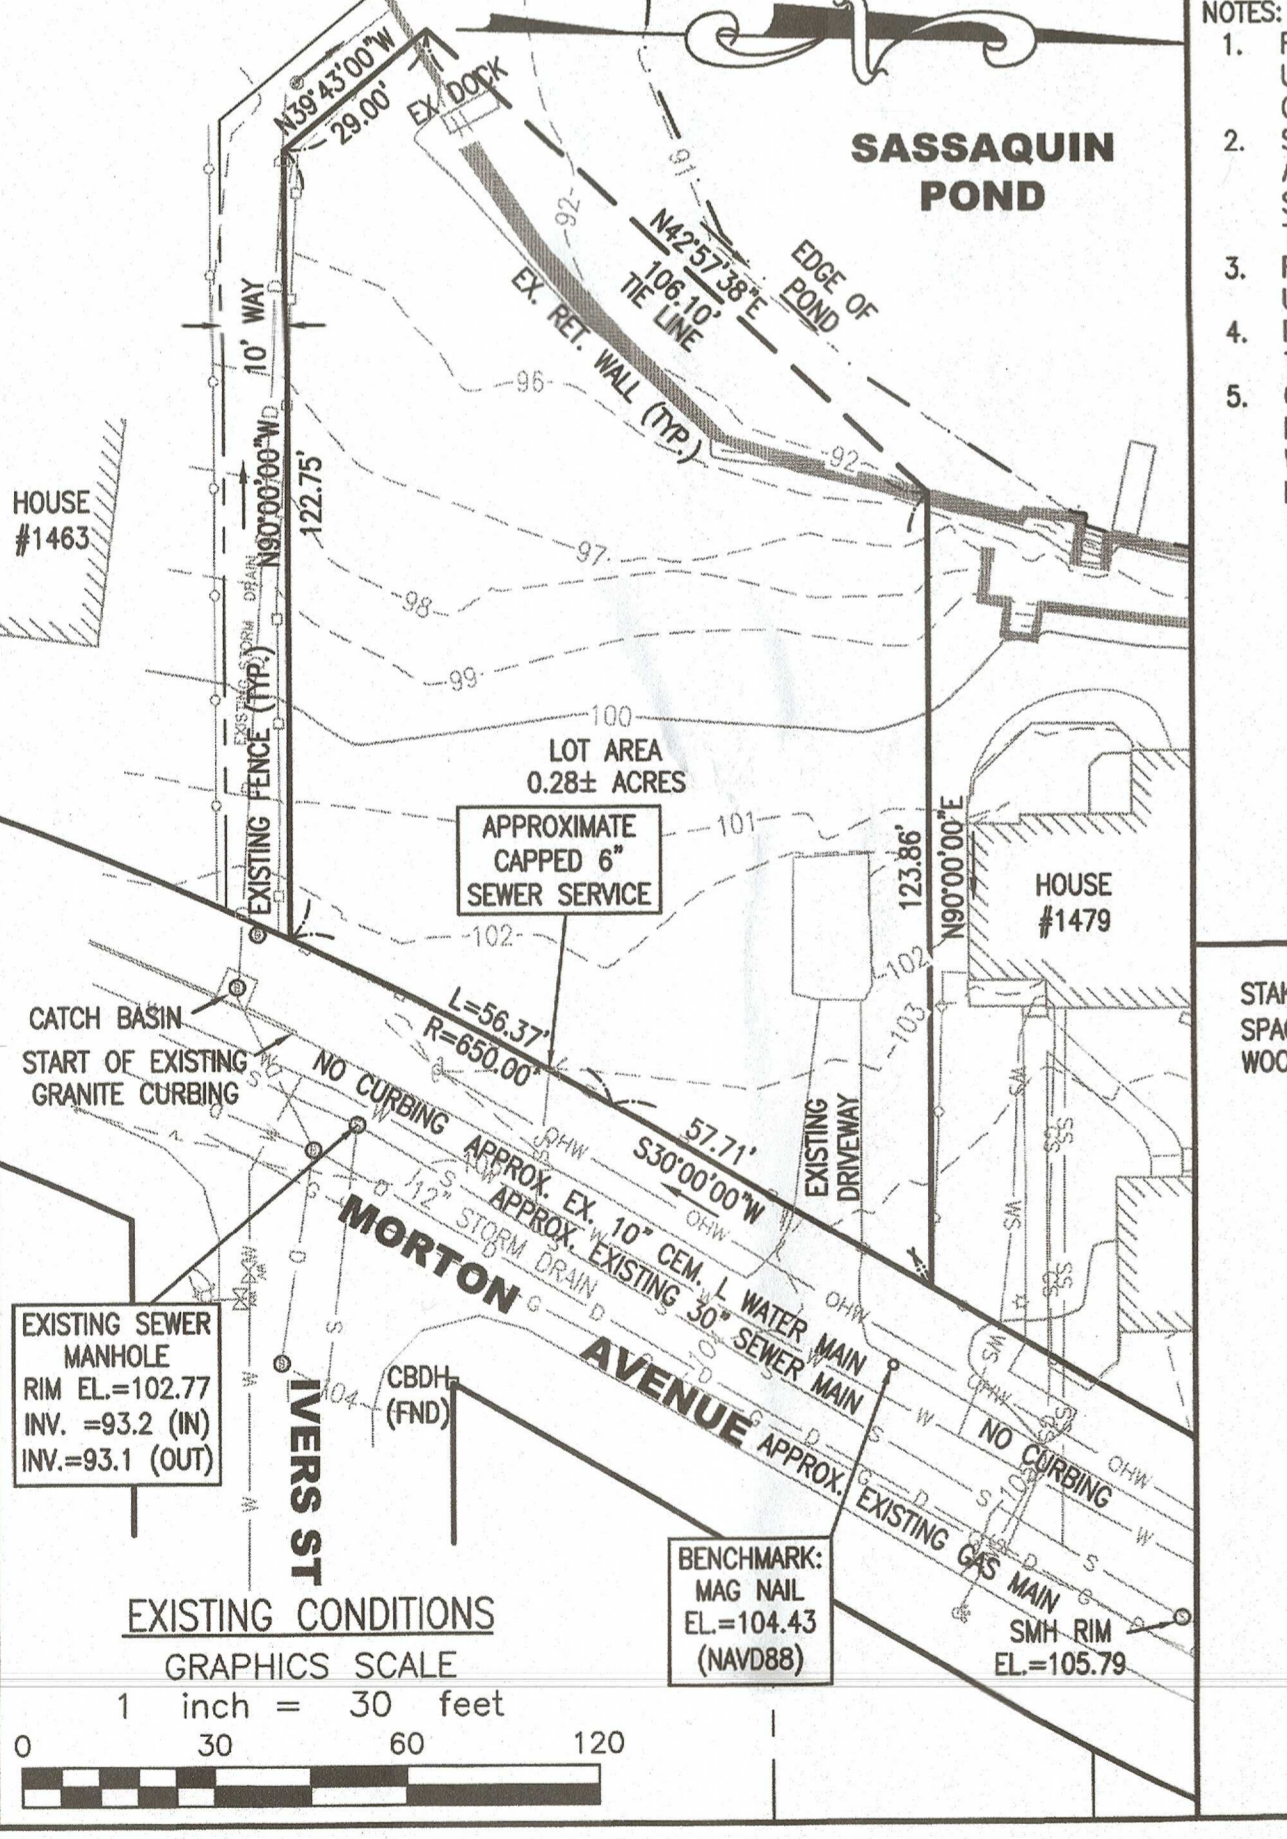 NOTES:
1.
2.
3.
4.
5.
SASSAQUIN
POND
N39°43'00"W
29.00'
EX DOCK
91
92
N42°57'38"E
106.10'
TIE LINE
EDGE OF
POND
EX. RET. WALL (TYP.)
10' WAY
96
92
HOUSE
#1463
N90°00'00"W
122.75'
97
98
99
100
EXISTING STORM DRAIN
EXISTING FENCE (TYP.)
LOT AREA
0.28± ACRES
APPROXIMATE
CAPPED 6"
SEWER SERVICE
101
102
123.86'
N90°00'00"E
HOUSE
#1479
102
103
CATCH BASIN
START OF EXISTING
GRANITE CURBING
L=56.37'
R=650.00'
NO CURBING
57.71'
S30°00'00"W
EXISTING
DRIVEWAY
APPROX. EX. 10" CEM. L WATER MAIN
APPROX. EXISTING 30" SEWER MAIN
12" STORM DRAIN
OHW
OHW
OHW
OHW
OHW
MORTON AVENUE
EXISTING SEWER
MANHOLE
RIM EL.=102.77
INV. =93.2 (IN)
INV.=93.1 (OUT)
104
CBDH
(FND)
IVERS ST
NO CURBING
APPROX. EXISTING GAS MAIN
105
BENCHMARK:
MAG NAIL
EL.=104.43
(NAVD88)
SMH RIM
EL.=105.79
EXISTING CONDITIONS
GRAPHICS SCALE
1 inch = 30 feet
0 30 60 120